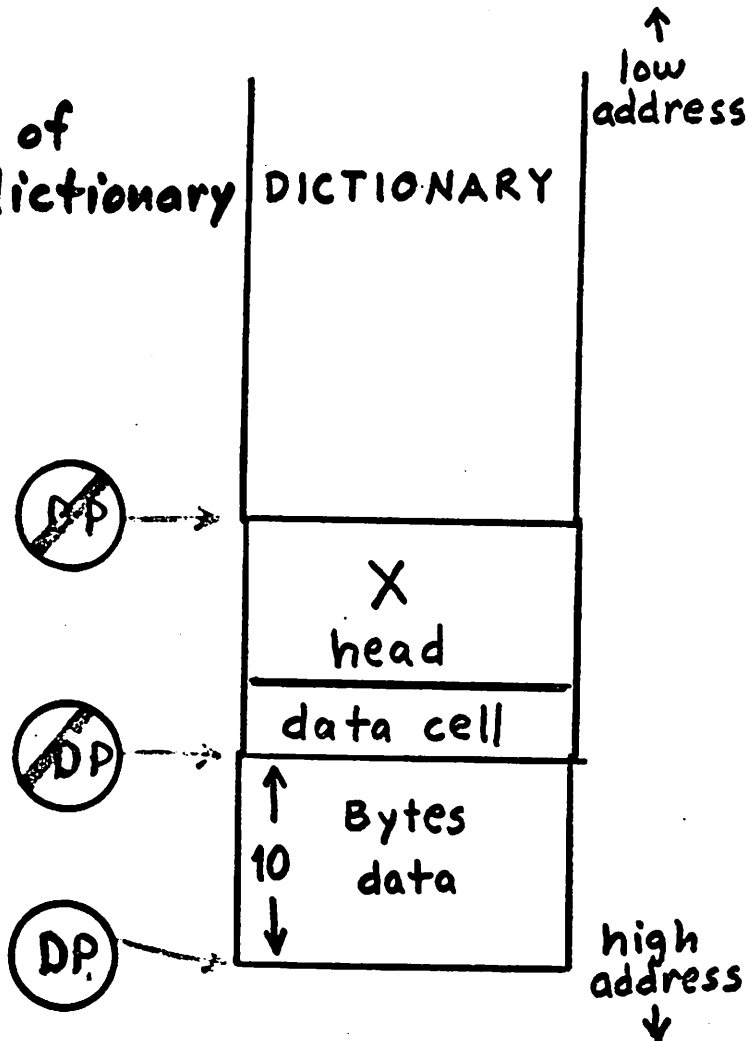 low
address
of
dictionary
DICTIONARY
DP
X
head
data cell
DP
Bytes
10
data
DP
high
address